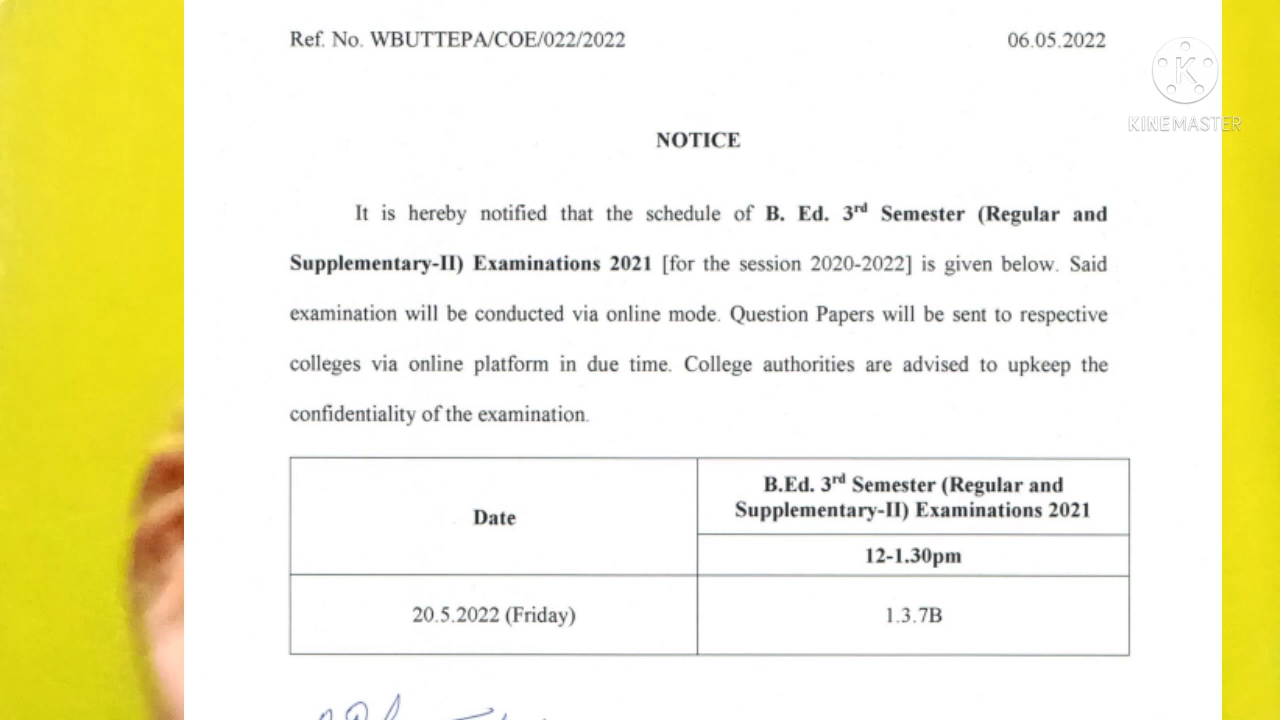 Ref. No. WBUTTEPA/COE/022/2022 06.05.2022
KINEMASTER
NOTICE
It is hereby notified that the schedule of B. Ed. 3rd Semester (Regular and
Supplementary-II) Examinations 2021 [for the session 2020-2022] is given below. Said
examination will be conducted via online mode. Question Papers will be sent to respective
colleges via online platform in due time. College authorities are advised to upkeep the
confidentiality of the examination.
Date
B.Ed. 3rd Semester (Regular and
Supplementary-II) Examinations 2021
12-1.30pm
20.5.2022 (Friday) 1.3.7B